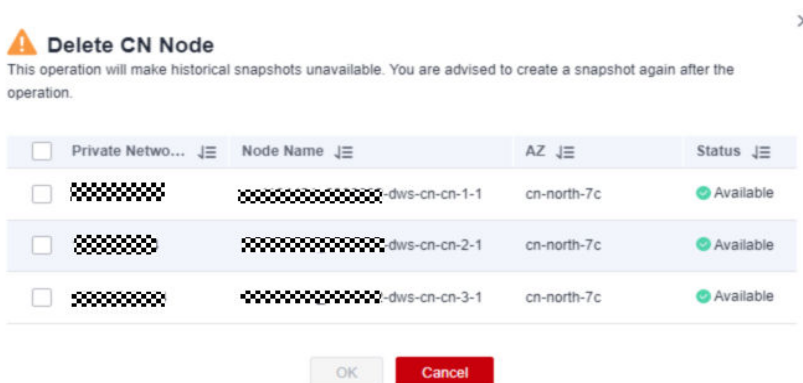 Delete CN Node
This operation will make historical snapshots unavailable. You are advised to create a snapshot again after the
operation.
Private Netwo... Node Name AZ Status
-dws-cn-cn-1-1 cn-north-7c Available
-dws-cn-cn-2-1 cn-north-7c Available
-dws-cn-cn-3-1 cn-north-7c Available
OK Cancel